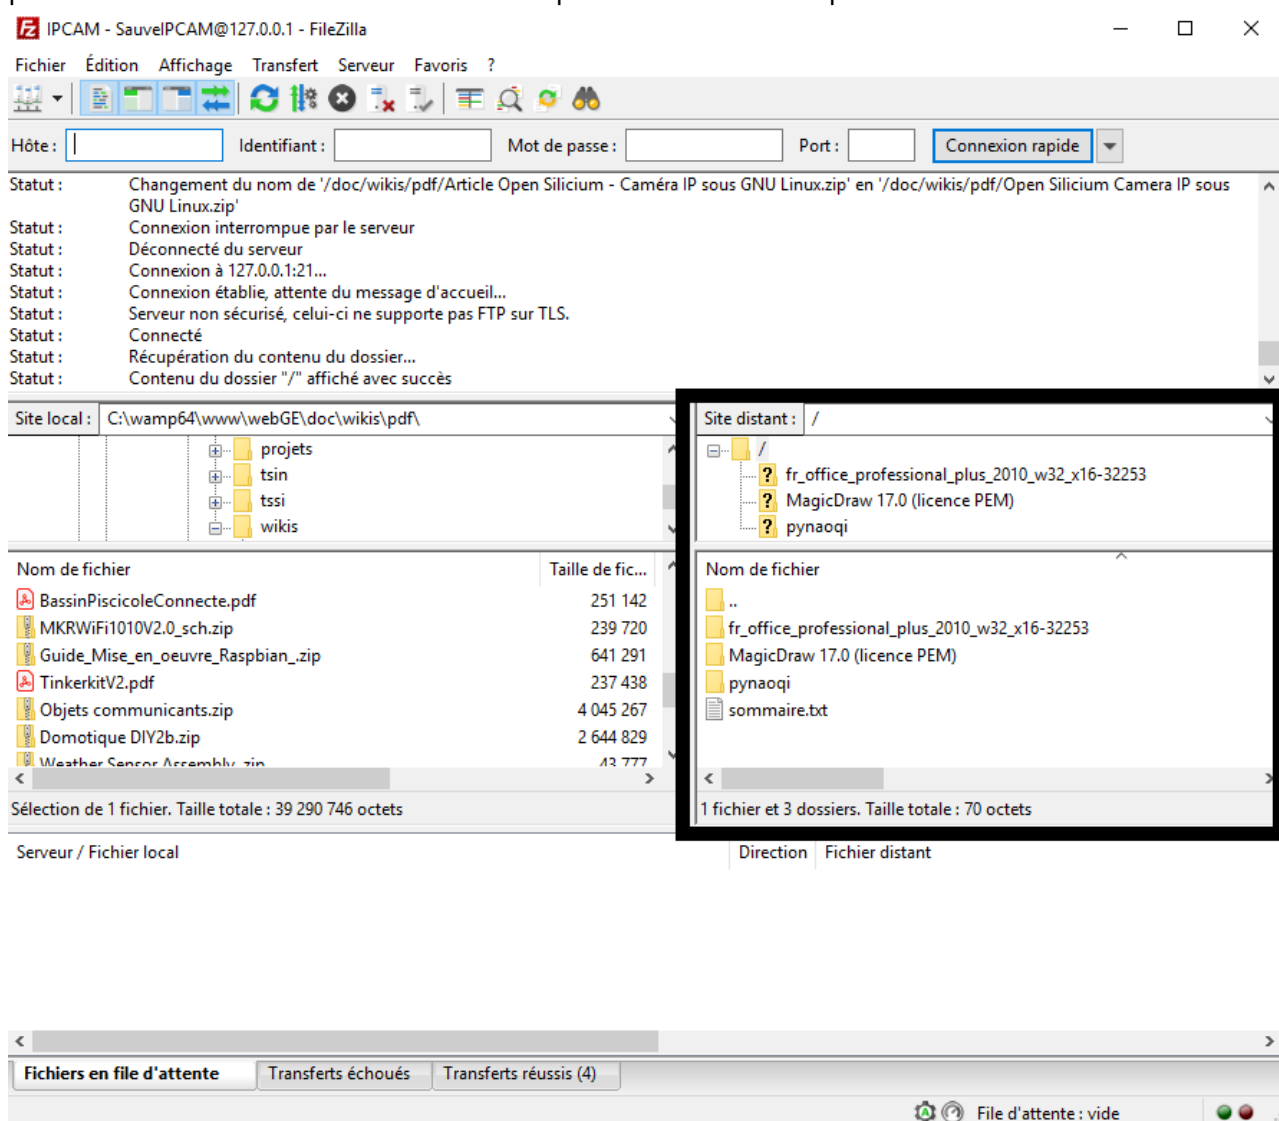 IPCAM - SauveIPCAM@127.0.0.1 - FileZilla
Fichier Édition Affichage Transfert Serveur Favoris ?
Hôte : Identifiant : Mot de passe : Port : Connexion rapide
Statut : Changement du nom de '/doc/wikis/pdf/Article Open Silicium - Caméra IP sous GNU Linux.zip' en '/doc/wikis/pdf/Open Silicium Camera IP sous
GNU Linux.zip'
Statut : Connexion interrompue par le serveur
Statut : Déconnecté du serveur
Statut : Connexion à 127.0.0.1:21...
Statut : Connexion établie, attente du message d'accueil...
Statut : Serveur non sécurisé, celui-ci ne supporte pas FTP sur TLS.
Statut : Connecté
Statut : Récupération du contenu du dossier...
Statut : Contenu du dossier "/" affiché avec succès
Site local : C:\wamp64\www\webGE\doc\wikis\pdf\
projets
tsin
tssi
wikis
Nom de fichier Taille de fic...
BassinPiscicoleConnecte.pdf 251 142
MKRWiFi1010V2.0_sch.zip 239 720
Guide_Mise_en_oeuvre_Raspbian_.zip 641 291
TinkerkitV2.pdf 237 438
Objets communicants.zip 4 045 267
Domotique DIY2b.zip 2 644 829
Weather Sensor Assembly .zip 43 777
Sélection de 1 fichier. Taille totale : 39 290 746 octets
Site distant : /
/
fr_office_professional_plus_2010_w32_x16-32253
MagicDraw 17.0 (licence PEM)
pynaoqi
Nom de fichier
..
fr_office_professional_plus_2010_w32_x16-32253
MagicDraw 17.0 (licence PEM)
pynaoqi
sommaire.txt
1 fichier et 3 dossiers. Taille totale : 70 octets
Serveur / Fichier local Direction Fichier distant
Fichiers en file d'attente Transferts échoués Transferts réussis (4)
File d'attente : vide